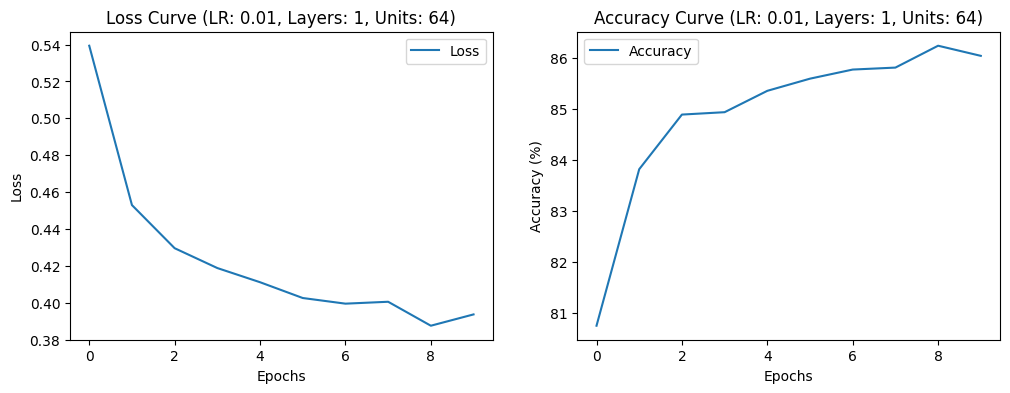 Loss Curve (LR: 0.01, Layers: 1, Units: 64)
Loss
0.54
0.52
0.50
0.48
0.46
0.44
0.42
0.40
0.38
Loss
0 2 4 6 8
Epochs
Accuracy Curve (LR: 0.01, Layers: 1, Units: 64)
Accuracy
86
85
84
83
82
81
Accuracy (%)
0 2 4 6 8
Epochs